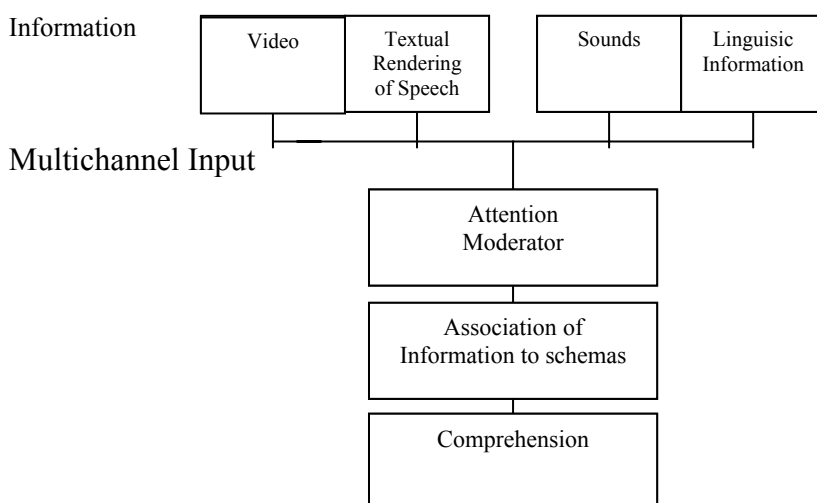 Information
Video
Textual
Rendering
of Speech
Sounds
Linguisic
Information
Multichannel Input
Attention
Moderator
Association of
Information to schemas
Comprehension